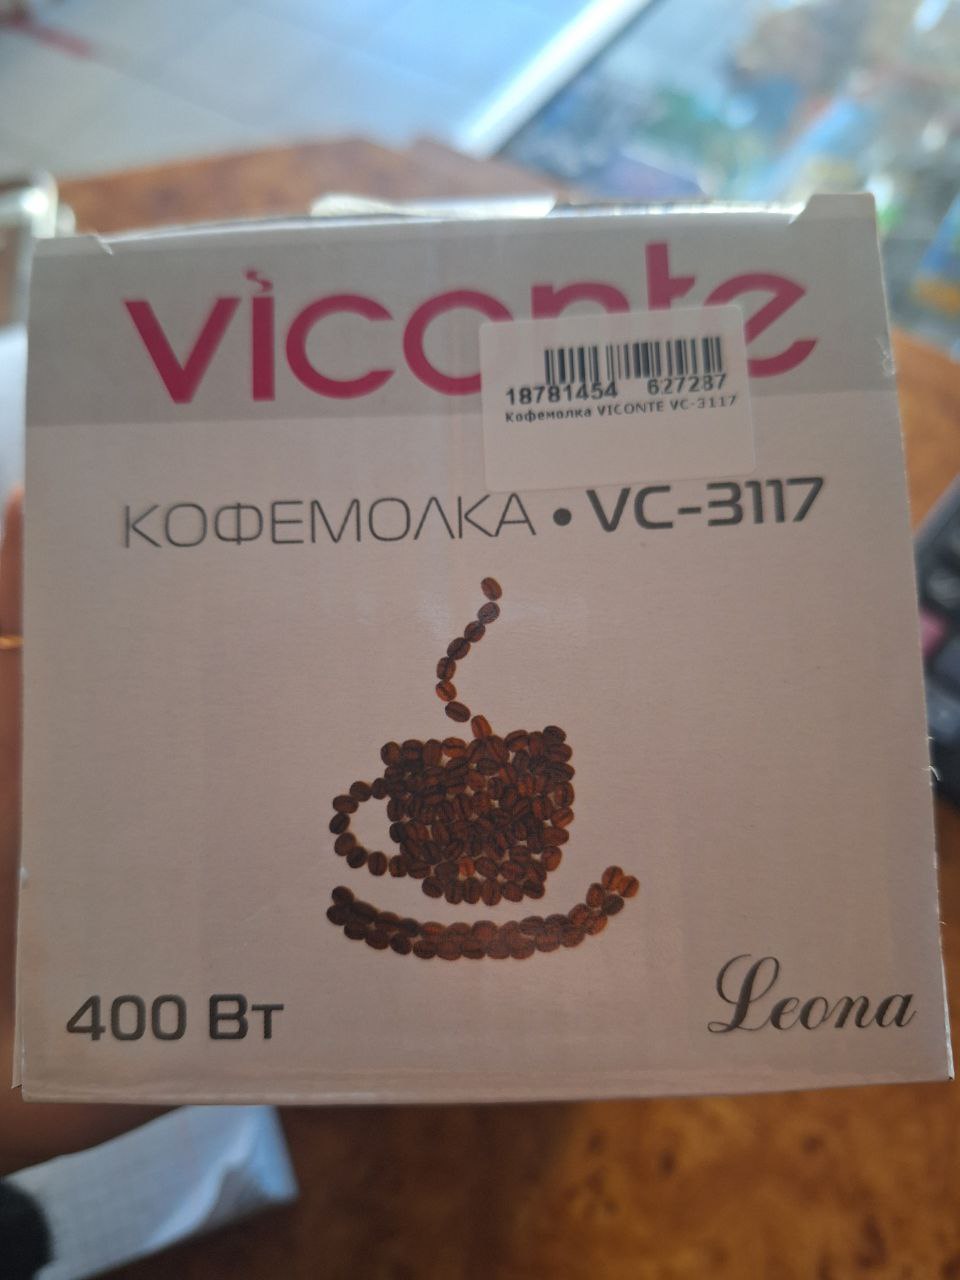 viconte
18781454 627287
Кофемолка VICONTE VC-3117
КОФЕМОЛКА • VC-3117
400 Вт
Leona